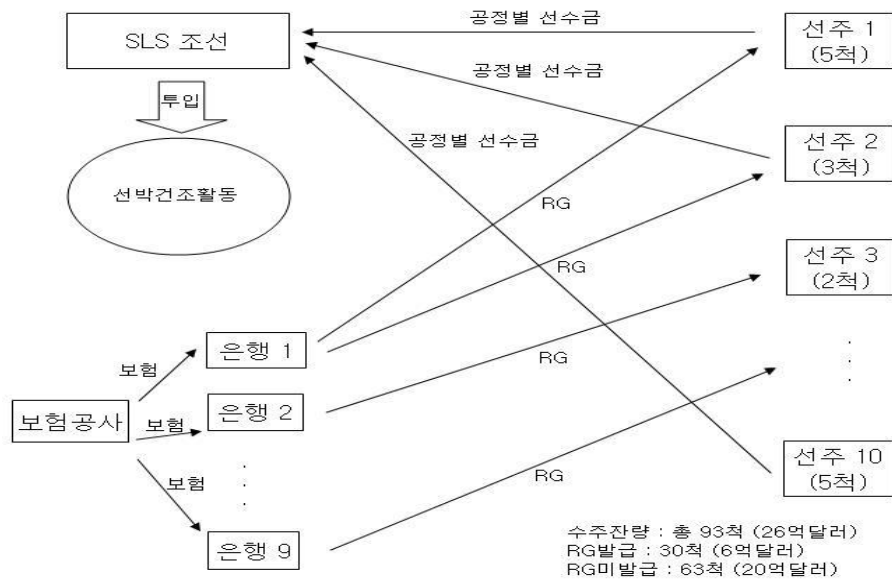 SLS 조선
공정별 선수금
선주 1
(5척)
투입
공정별 선수금
공정별 선수금
선주 2
(3척)
선박건조활동
RG
RG
선주 3
(2척)
은행 1
보험
RG
보험공사
보험
은행 2
보험
RG
선주 10
(5척)
은행 9
수주잔량 : 총 93척 (26억달러)
RG발급 : 30척 (6억달러)
RG미발급 : 63척 (20억달러)